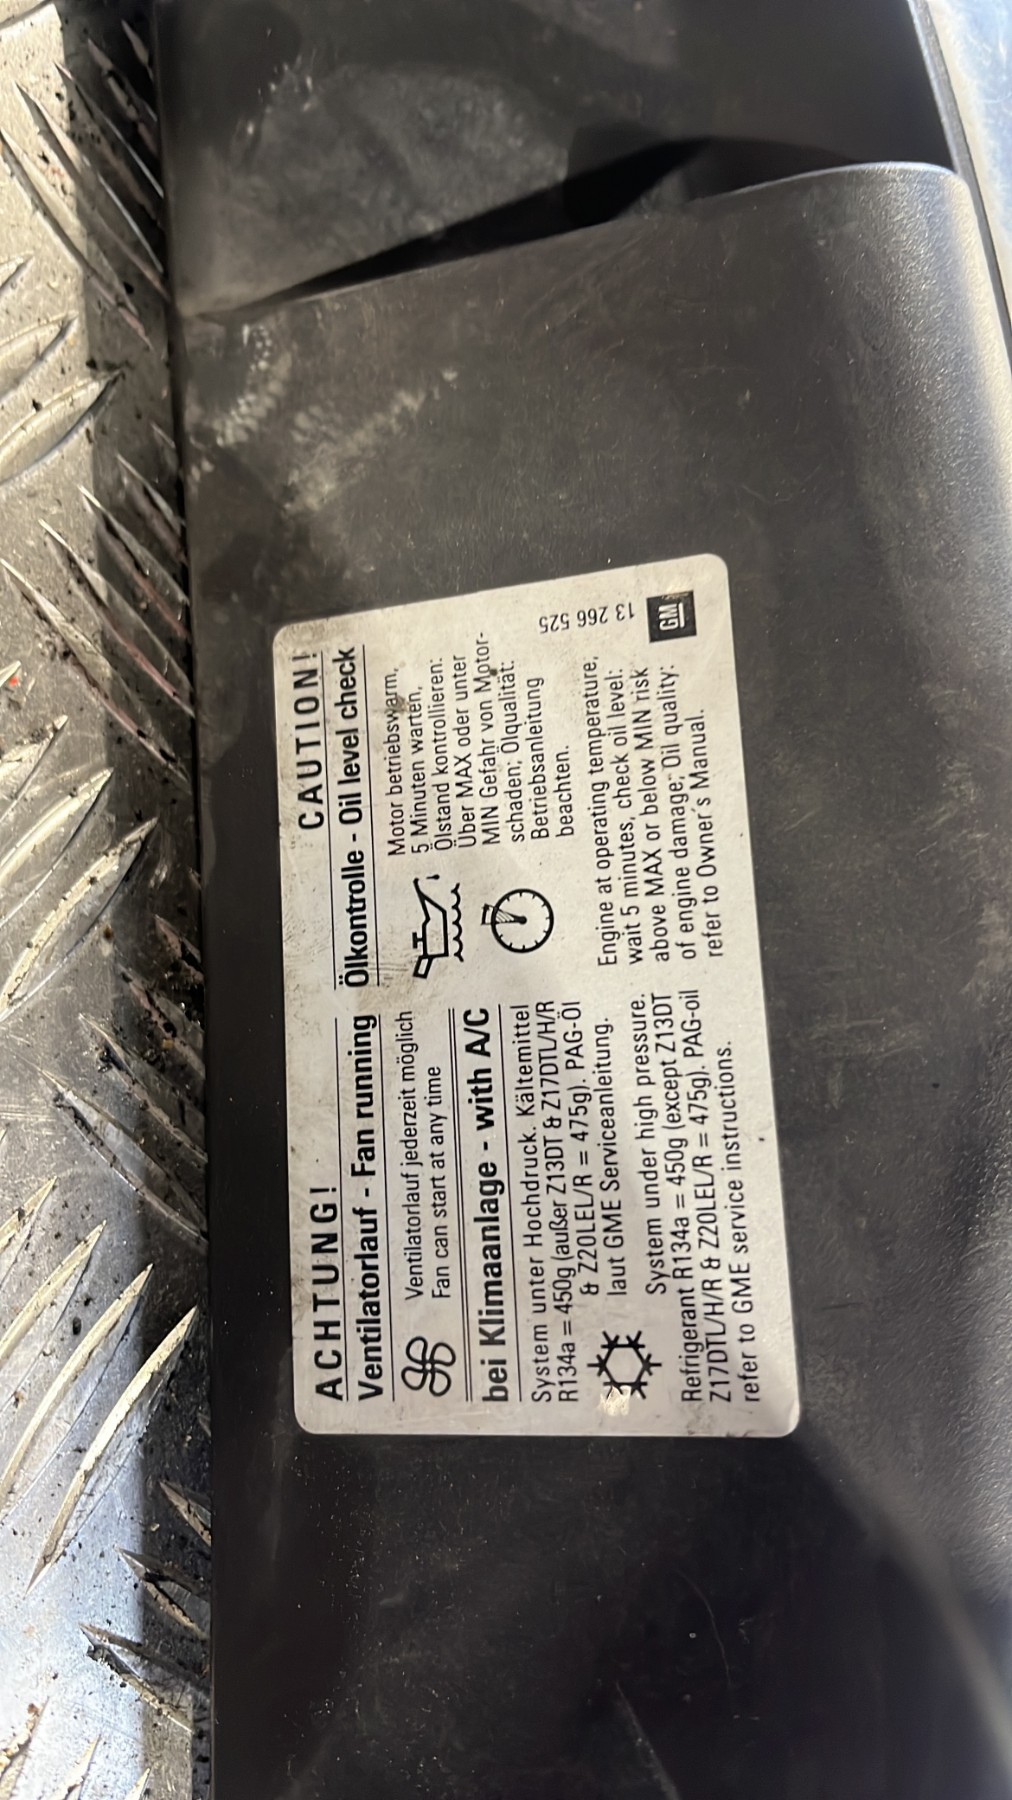 ACHTUNG! CAUTION!
Ventilatorlauf - Fan running
Ventilatorlauf jederzeit möglich
Fan can start at any time
bei Klimaanlage - with A/C
System unter Hochdruck. Kältemittel
R134a = 450g (außer Z13DT & Z17DTL/H/R
& Z20LEL/R = 475g). PAG-Öl
laut GME Serviceanleitung.
System under high pressure.
Refrigerant R134a = 450g (except Z13DT
Z17DTL/H/R & Z20LEL/R = 475g). PAG-oil
refer to GME service instructions.
Ölkontrolle - Oil level check
Motor betriebswarm,
5 Minuten warten,
Ölstand kontrollieren:
Über MAX oder unter
MIN Gefahr von Motor-
schaden; Ölqualität:
Betriebsanleitung
beachten.
Engine at operating temperature,
wait 5 minutes, check oil level:
above MAX or below MIN risk
of engine damage; Oil quality:
refer to Owner's Manual.
13 266 525
GM